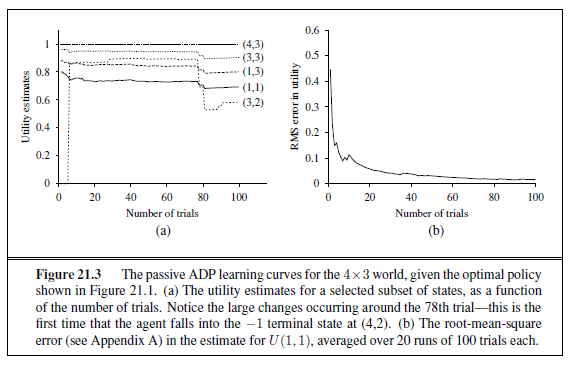 1
0.8
0.6
0.4
0.2
0
Utility estimates
0 20 40 60 80 100
Number of trials
(4,3)
(3,3)
(1,3)
(1,1)
(3,2)
(a)
0.6
0.5
0.4
0.3
0.2
0.1
0
RMS error in utility
0 20 40 60 80 100
Number of trials
(b)
Figure 21.3 The passive ADP learning curves for the 4×3 world, given the optimal policy
shown in Figure 21.1. (a) The utility estimates for a selected subset of states, as a function
of the number of trials. Notice the large changes occurring around the 78th trial—this is the
first time that the agent falls into the −1 terminal state at (4,2). (b) The root-mean-square
error (see Appendix A) in the estimate for U(1,1), averaged over 20 runs of 100 trials each.